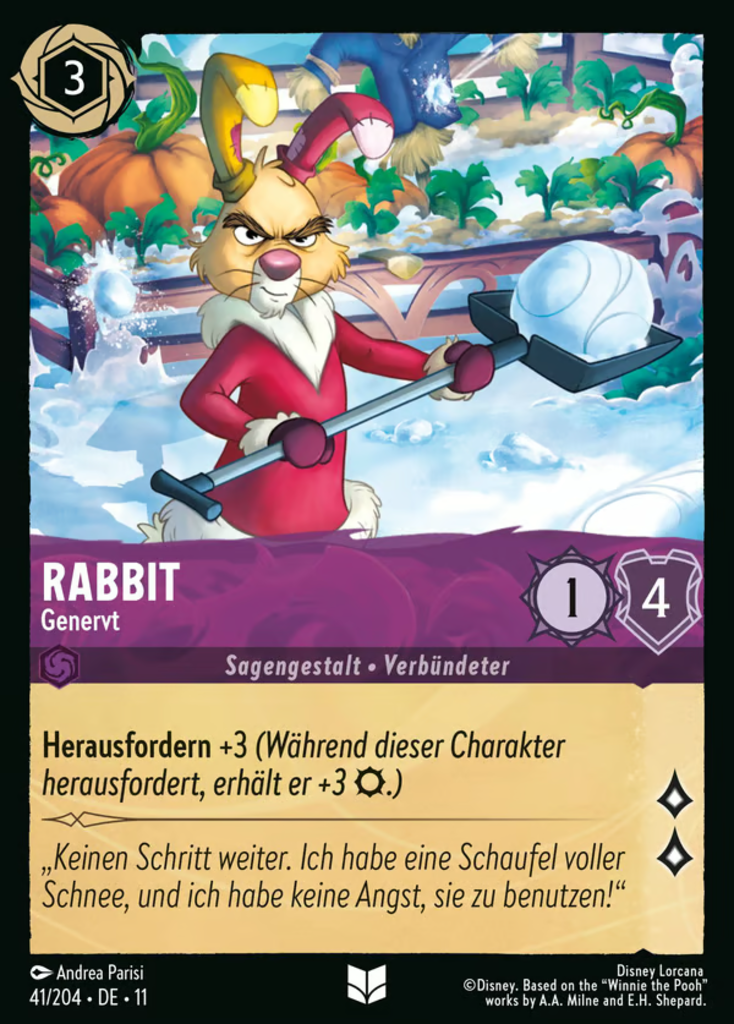 3
RABBIT
Genervt
1
4
Sagengestalt • Verbündeter
Herausfordern +3 (Während dieser Charakter
herausfordert, erhält er +3 .)
„Keinen Schritt weiter. Ich habe eine Schaufel voller
Schnee, und ich habe keine Angst, sie zu benutzen!“
Andrea Parisi
41/204 • DE • 11
Disney Lorcana
©Disney. Based on the “Winnie the Pooh”
works by A.A. Milne and E.H. Shepard.